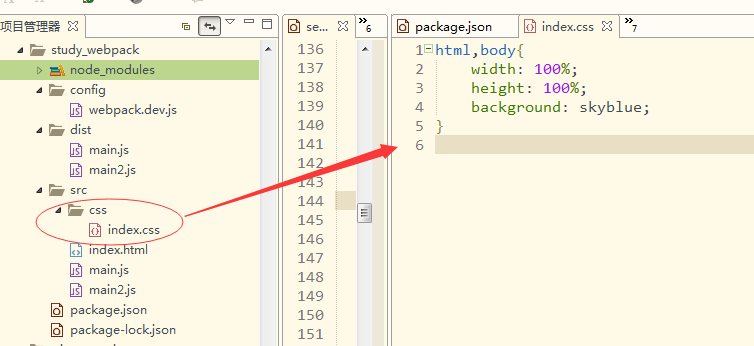 项目管理器
study_webpack
node_modules
config
webpack.dev.js
dist
main.js
main2.js
src
css
index.css
index.html
main.js
main2.js
package.json
package-lock.json
se...
»6
136
137
138
139
140
141
142
143
144
145
146
147
148
149
150
151
package.json
index.css
»7
1 html,body{
2 width: 100%;
3 height: 100%;
4 background: skyblue;
5 }
6